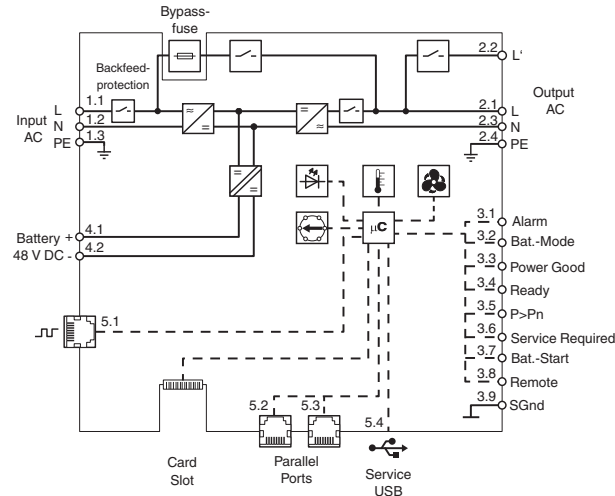 Bypass-
fuse
2.2
L'
Backfeed-
protection
Input
AC
L
1.1
N
1.2
PE
1.3
2.1
L
2.3
N
2.4
PE
Output
AC
Battery +
4.1
48 V DC -
4.2
μC
3.1
Alarm
3.2
Bat.-Mode
3.3
Power Good
3.4
Ready
3.5
P>Pn
3.6
Service Required
3.7
Bat.-Start
3.8
Remote
3.9
SGnd
5.1
5.2
5.3
5.4
Card
Slot
Parallel
Ports
Service
USB